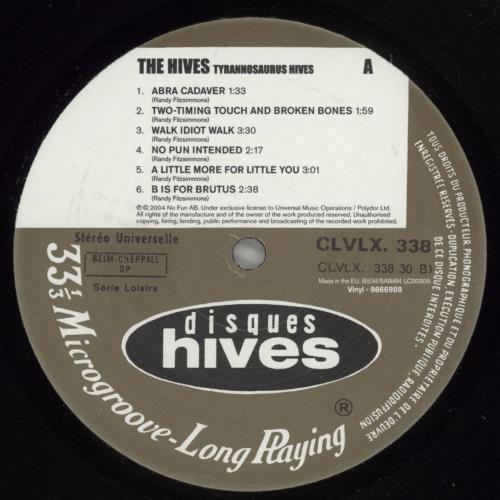 THE HIVES TYRANNOSAURUS HIVES A
1. ABRA CADAVER 1:33
(Randy Fitzsimmons)
2. TWO-TIMING TOUCH AND BROKEN BONES 1:59
(Randy Fitzsimmons)
3. WALK IDIOT WALK 3:30
(Randy Fitzsimmons)
4. NO PUN INTENDED 2:17
(Randy Fitzsimmons)
5. A LITTLE MORE FOR LITTLE YOU 3:01
(Randy Fitzsimmons)
6. B IS FOR BRUTUS 2:38
(Randy Fitzsimmons)
℗ © 2004 No Fun AB. Under exclusive license to Universal Music Operations / Polydor Ltd.
All rights of the manufacture and of the owner of the work produced reserved. Unauthorised
copying, hiring, lending, public performance and broadcasting of the recorded work prohibited.
Stéréo Universelle
BEIM-CHEPPALL
DP
Série Loisirs
CLVLX. 338
CLVLX. 338 30 B)
Made in the EU. BIEM/SABAM. LC00309.
Vinyl - 9866988
disques
hives
®
33⅓ Microgroove-Long Playing
TOUS DROITS DU PRODUCTEUR PHONOGRAPHIQUE ET DU PROPRIETAIRE DE L'OEUVRE
ENREGISTREE RESERVES - DUPLICATION, EXECUTION PUBLIQUE, RADIODIFFUSION
DE CE DISQUE INTERDITES.